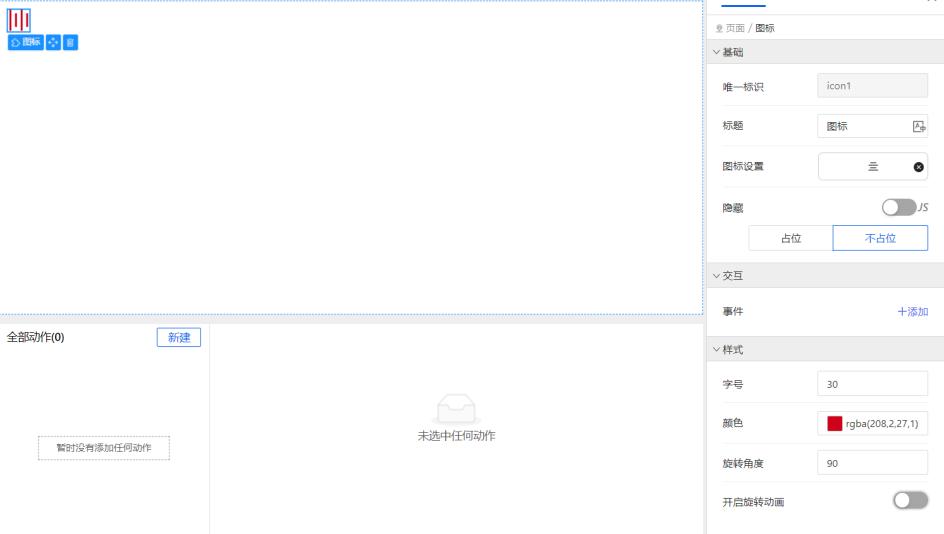 图标
页面 / 图标
基础
唯一标识
icon1
标题
图标
图标设置
隐藏
JS
占位
不占位
交互
事件
+添加
样式
字号
30
颜色
rgba(208,2,27,1)
旋转角度
90
开启旋转动画
全部动作(0)
新建
暂时没有添加任何动作
未选中任何动作